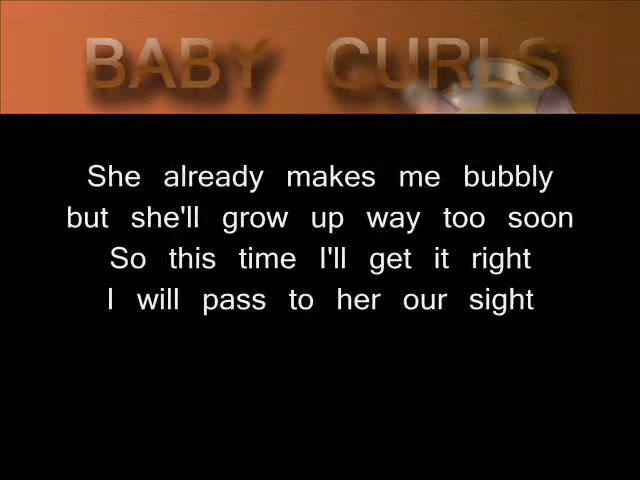 BABY CURLS
She already makes me bubbly
but she'll grow up way too soon
So this time I'll get it right
I will pass to her our sight